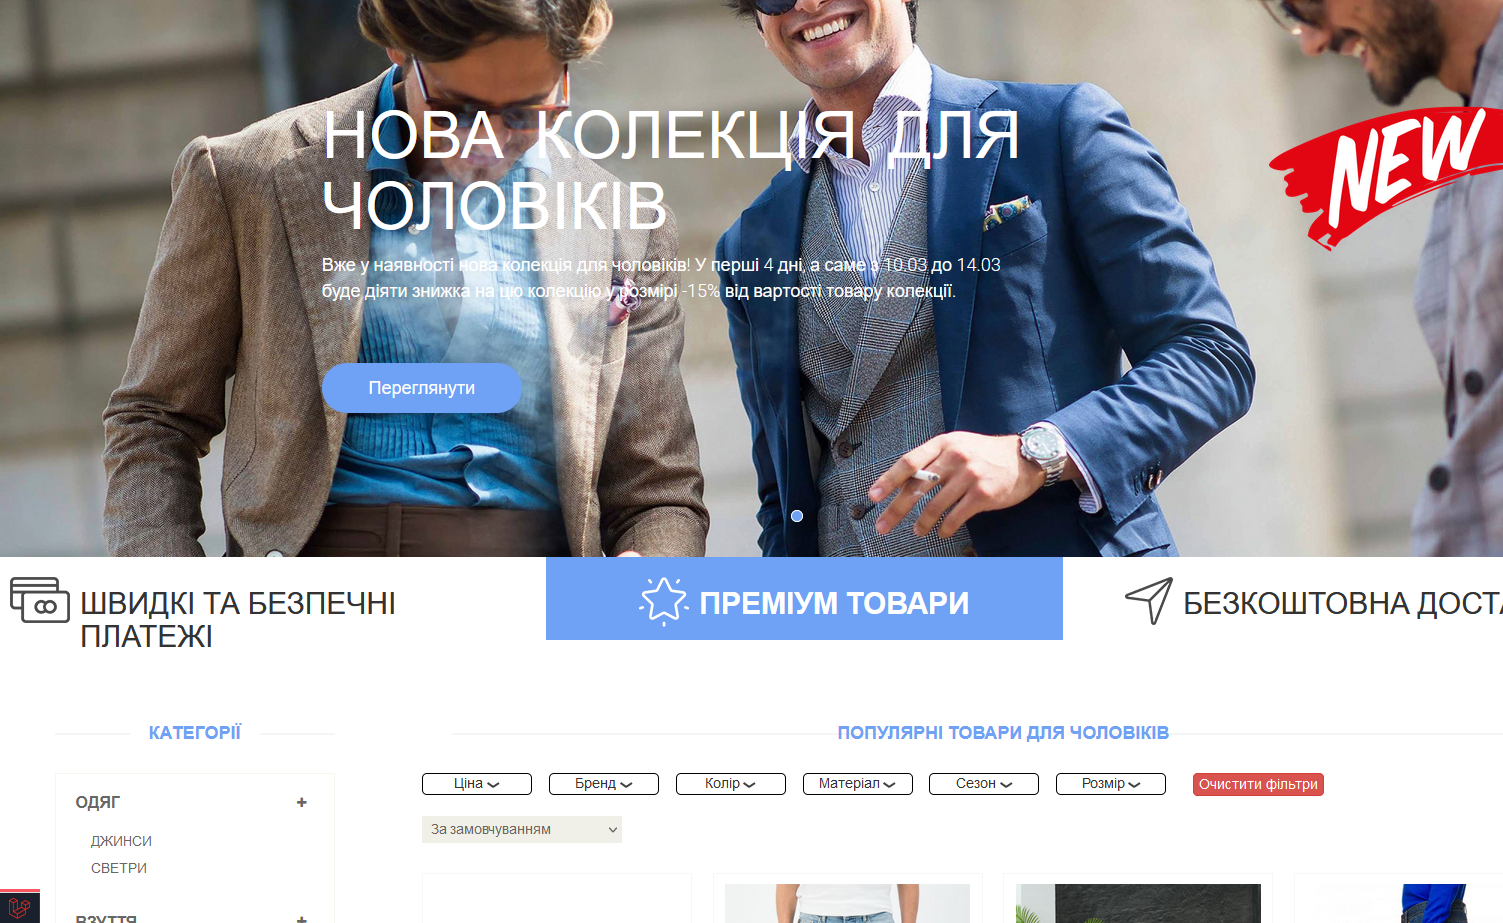 НОВА КОЛЕКЦІЯ ДЛЯ
ЧОЛОВІКІВ
NEW
Вже у наявності нова колекція для чоловіків! У перші 4 дні, а саме з 10.03 до 14.03
буде діяти знижка на цю колекцію у розмірі -15% від вартості товару колекції.
Переглянути
ШВИДКІ ТА БЕЗПЕЧНІ
ПЛАТЕЖІ
ПРЕМІУМ ТОВАРИ
БЕЗКОШТОВНА ДОСТА
КАТЕГОРІЇ
ПОПУЛЯРНІ ТОВАРИ ДЛЯ ЧОЛОВІКІВ
Ціна Бренд Колір Матеріал Сезон Розмір Очистити фільтри
За замовчуванням
ОДЯГ +
ДЖИНСИ
СВЕТРИ
ВЗУТТЯ +